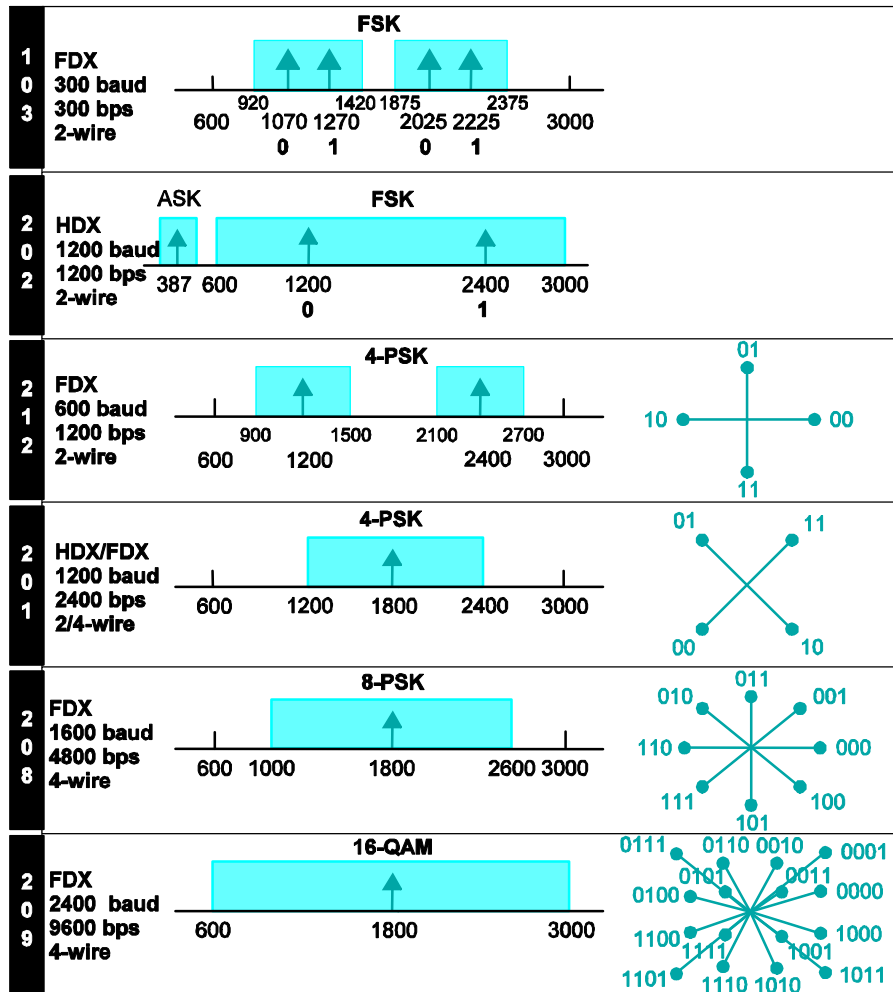 FSK
103
FDX
300 baud
300 bps
2-wire
920 1420 1875 2375
600 1070 1270 2025 2225 3000
0 1 0 1
ASK FSK
202
HDX
1200 baud
1200 bps
2-wire
387 600 1200 2400 3000
0 1
4-PSK
212
FDX
600 baud
1200 bps
2-wire
900 1500 2100 2700
600 1200 2400 3000
01
10 00
11
4-PSK
201
HDX/FDX
1200 baud
2400 bps
2/4-wire
600 1200 1800 2400 3000
01 11
00 10
8-PSK
208
FDX
1600 baud
4800 bps
4-wire
600 1000 1800 2600 3000
011
010 001
110 000
111 100
101
16-QAM
209
FDX
2400 baud
9600 bps
4-wire
600 1800 3000
0111 0110 0010 0001
0101 0011
0100 0000
1100 1000
1111 1001
1101 1110 1010 1011